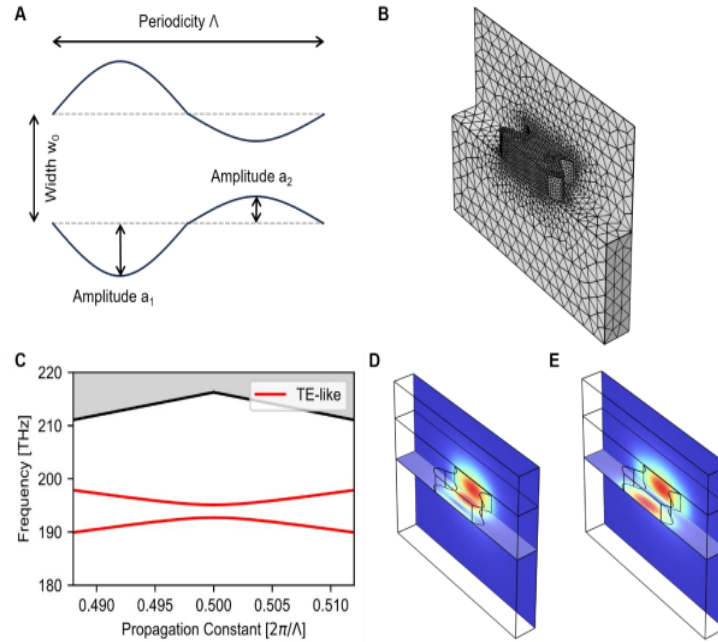 A
Periodicity Λ
Width w₀
Amplitude a₂
Amplitude a₁
B
C
220
210
200
190
180
Frequency [THz]
TE-like
0.490
0.495
0.500
0.505
0.510
Propagation Constant [2π/Λ]
D
E